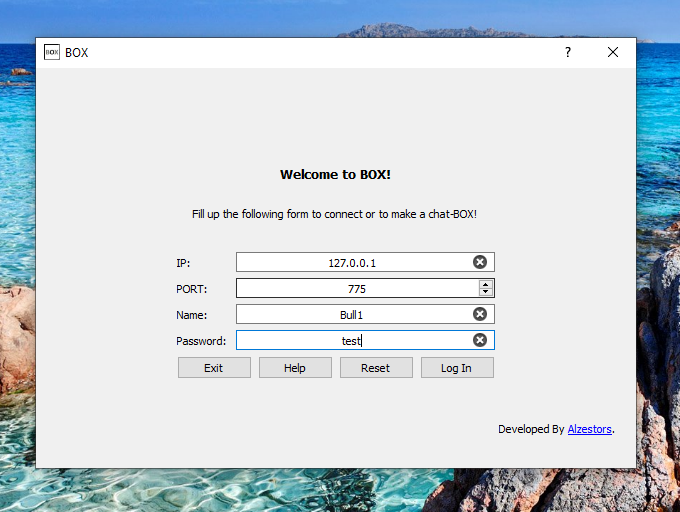 BOX BOX
?
Welcome to BOX!
Fill up the following form to connect or to make a chat-BOX!
IP: 127.0.0.1
PORT: 775
Name: Bull1
Password: test
Exit Help Reset Log In
Developed By Alzestors.